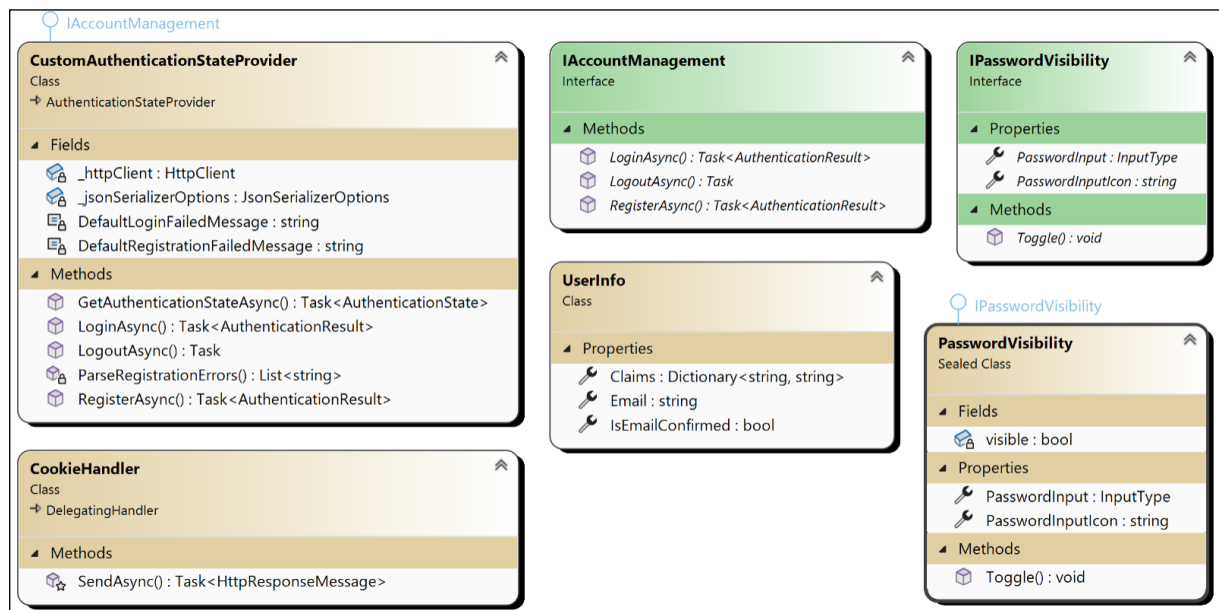 IAccountManagement
CustomAuthenticationStateProvider
Class
AuthenticationStateProvider
Fields
_httpClient : HttpClient
_jsonSerializerOptions : JsonSerializerOptions
DefaultLoginFailedMessage : string
DefaultRegistrationFailedMessage : string
Methods
GetAuthenticationStateAsync() : Task<AuthenticationState>
LoginAsync() : Task<AuthenticationResult>
LogoutAsync() : Task
ParseRegistrationErrors() : List<string>
RegisterAsync() : Task<AuthenticationResult>
CookieHandler
Class
DelegatingHandler
Methods
SendAsync() : Task<HttpResponseMessage>
IAccountManagement
Interface
Methods
LoginAsync() : Task<AuthenticationResult>
LogoutAsync() : Task
RegisterAsync() : Task<AuthenticationResult>
UserInfo
Class
Properties
Claims : Dictionary<string, string>
Email : string
IsEmailConfirmed : bool
IPasswordVisibility
Interface
Properties
PasswordInput : InputType
PasswordInputIcon : string
Methods
Toggle() : void
IPasswordVisibility
PasswordVisibility
Sealed Class
Fields
visible : bool
Properties
PasswordInput : InputType
PasswordInputIcon : string
Methods
Toggle() : void